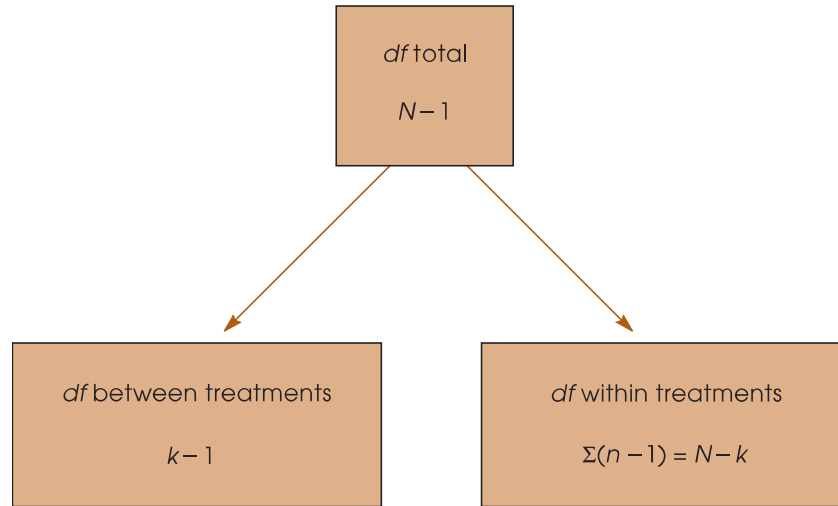 df total
N – 1
df between treatments
k – 1
df within treatments
Σ(n – 1) = N – k